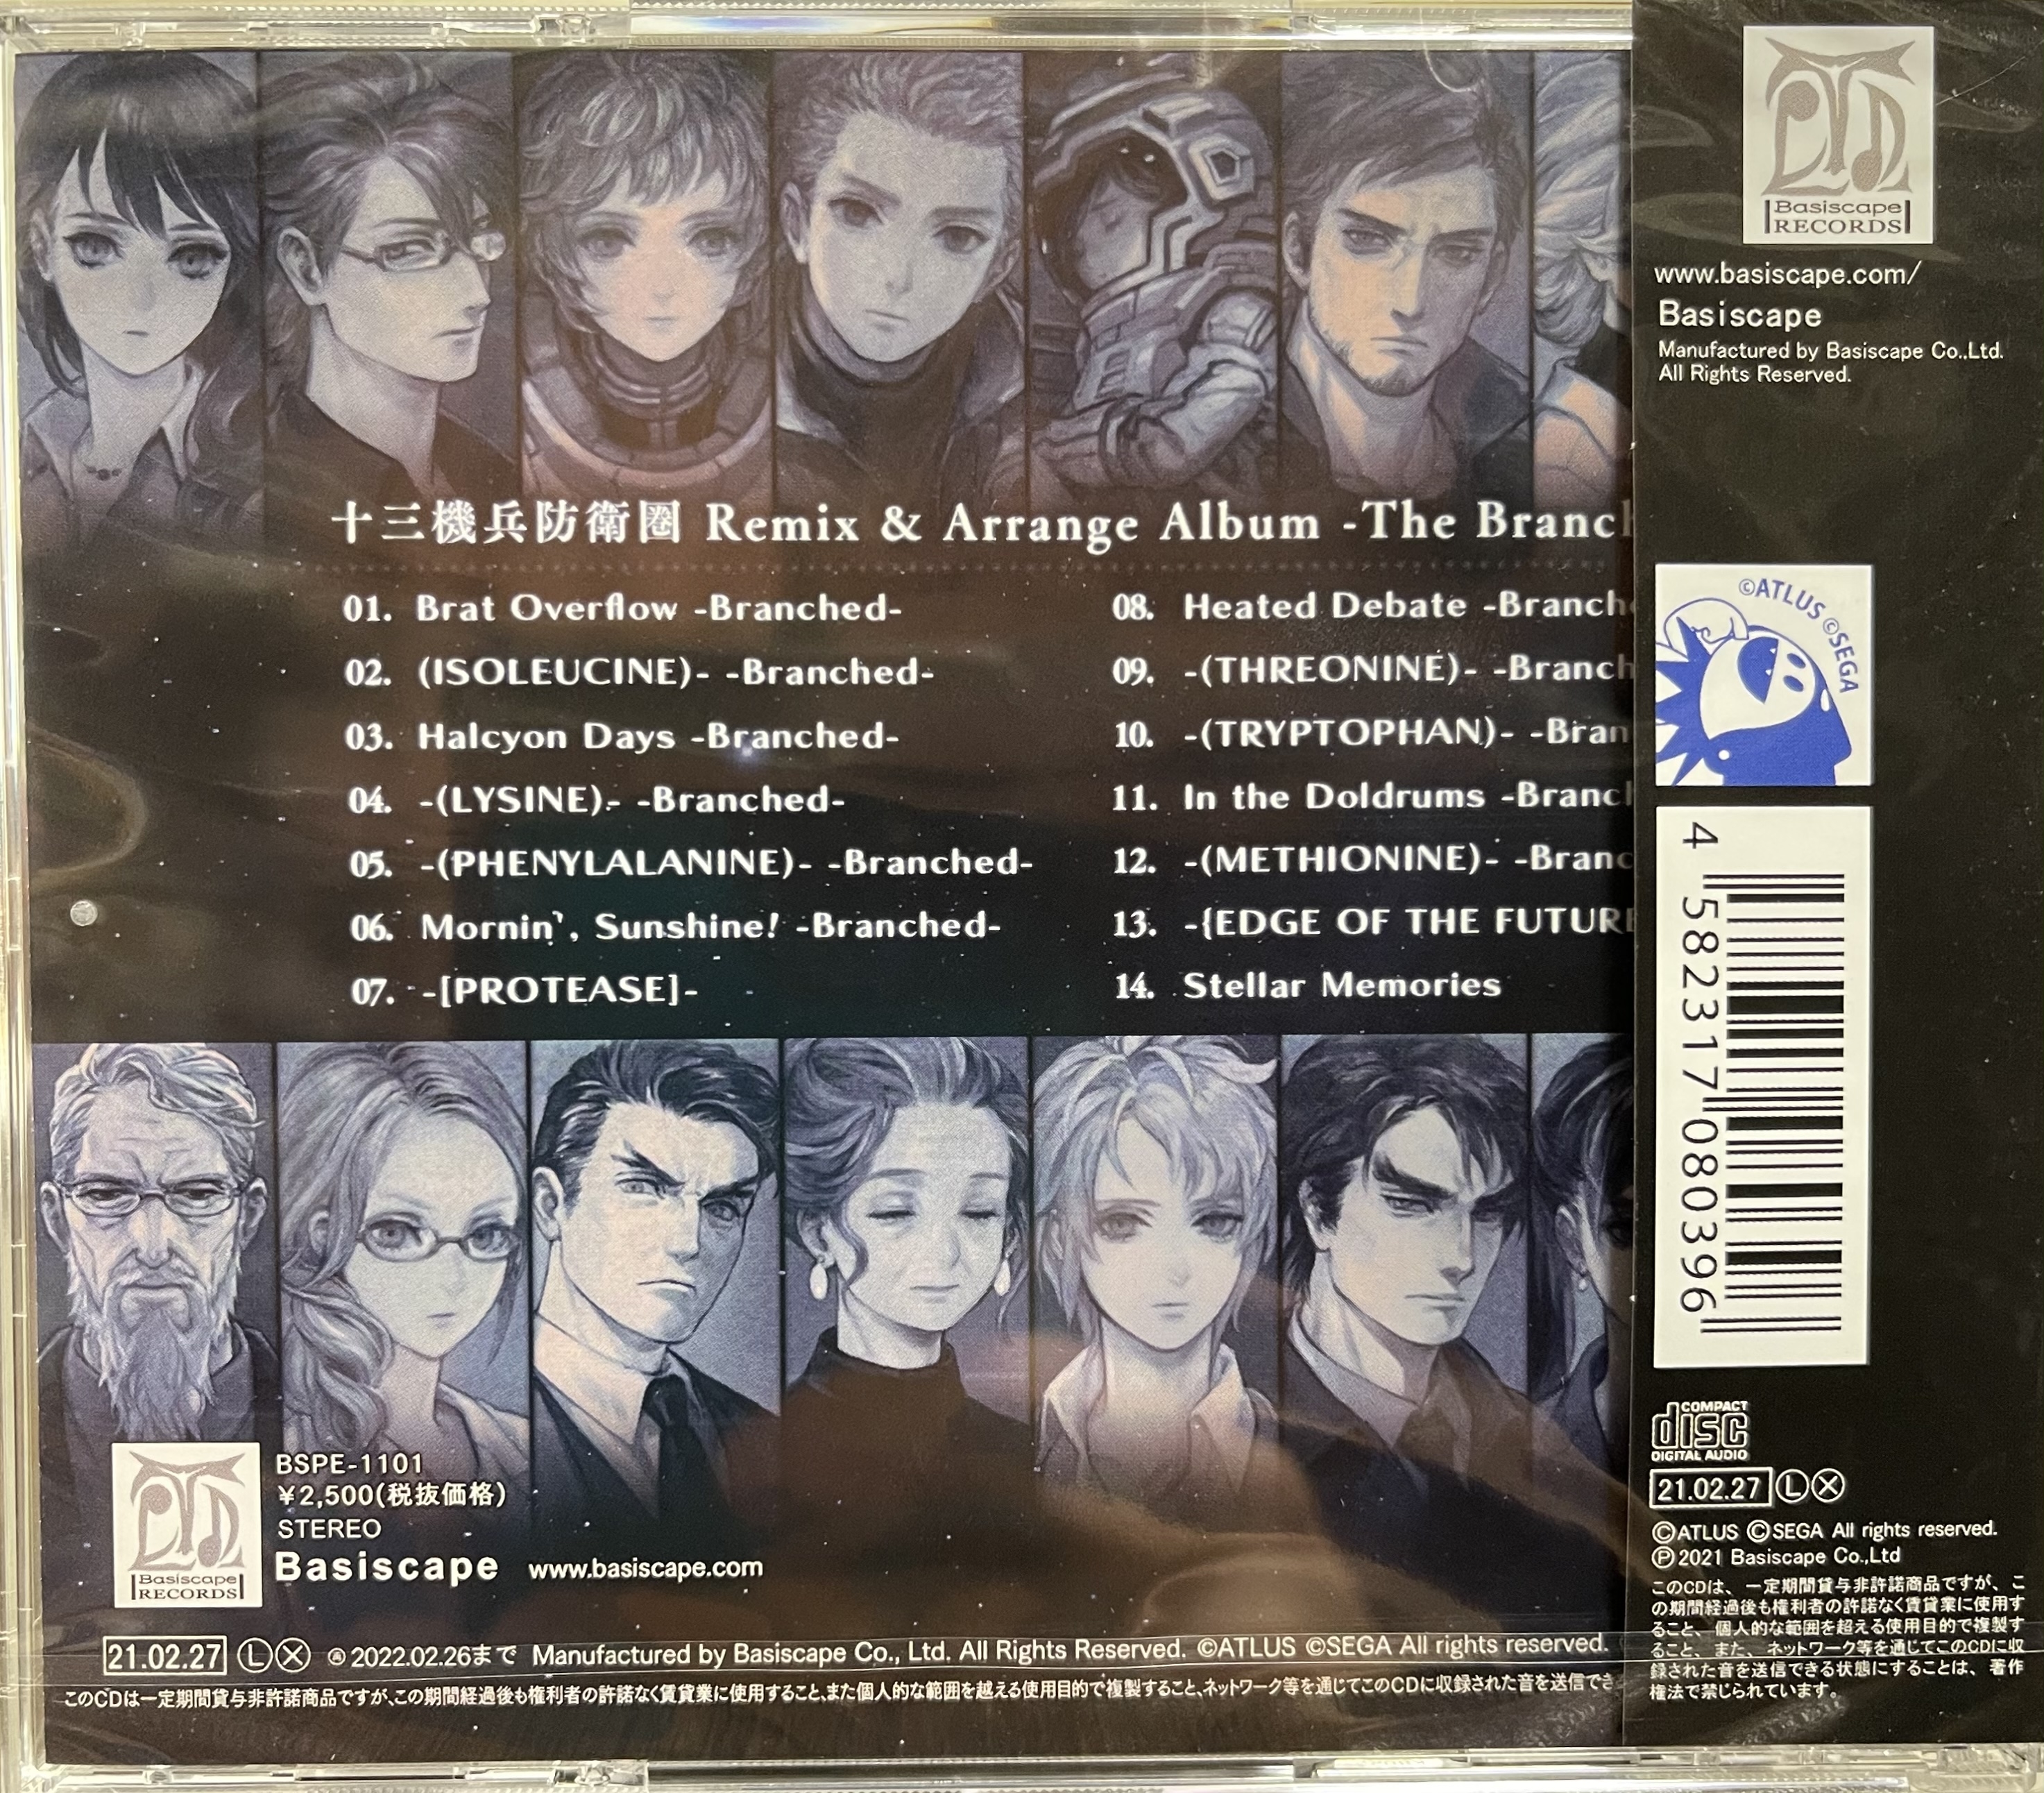 十三機兵防衛圏 Remix & Arrange Album -The Branc
01. Brat Overflow -Branched-
02. (ISOLEUCINE)- -Branched-
03. Halcyon Days -Branched-
04. -(LYSINE)- -Branched-
05. -(PHENYLALANINE)- -Branched-
06. Mornin', Sunshine! -Branched-
07. -[PROTEASE]-
08. Heated Debate -Branch
09. -(THREONINE)- -Branch
10. -(TRYPTOPHAN)- -Bran
11. In the Doldrums -Branc
12. -(METHIONINE)- -Branc
13. -{EDGE OF THE FUTUR
14. Stellar Memories
Basiscape
RECORDS
BSPE-1101
¥2,500(税抜価格)
STEREO
Basiscape www.basiscape.com
21.02.27 Ⓛ Ⓧ 2022.02.26まで Manufactured by Basiscape Co., Ltd. All Rights Reserved. ©ATLUS ©SEGA All rights reserved.
このCDは一定期間貸与非許諾商品ですが、この期間経過後も権利者の許諾なく賃貸業に使用すること、また個人的な範囲を越える使用目的で複製すること、ネットワーク等を通じてこのCDに収録された音を送信でき
Basiscape
RECORDS
www.basiscape.com/
Basiscape
Manufactured by Basiscape Co.,Ltd.
All Rights Reserved.
©ATLUS ©SEGA
4 582317 080396
COMPACT
disc
DIGITAL AUDIO
21.02.27 Ⓛ Ⓧ
©ATLUS ©SEGA All rights reserved.
Ⓟ2021 Basiscape Co.,Ltd
このCDは、一定期間貸与非許諾商品ですが、こ
の期間経過後も権利者の許諾なく賃貸業に使用す
ること、個人的な範囲を超える使用目的で複製す
ること、また、ネットワーク等を通じてこのCDに収
録された音を送信できる状態にすることは、著作
権法で禁じられています。